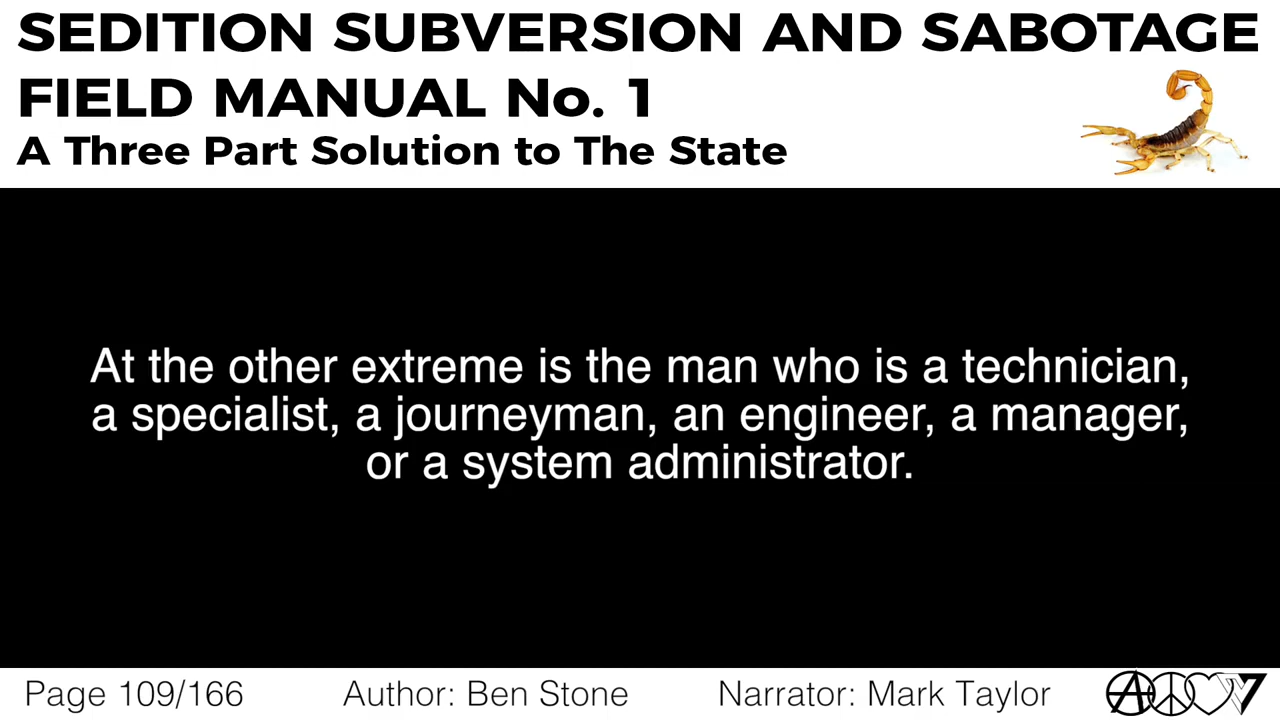 SEDITION SUBVERSION AND SABOTAGE
FIELD MANUAL No. 1
A Three Part Solution to The State
At the other extreme is the man who is a technician,
a specialist, a journeyman, an engineer, a manager,
or a system administrator.
Page 109/166 Author: Ben Stone Narrator: Mark Taylor